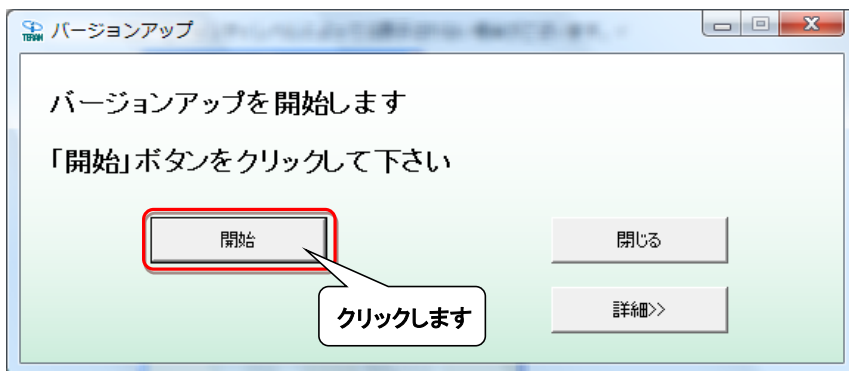 TERAN バージョンアップ
バージョンアップを開始します
「開始」ボタンをクリックして下さい
開始
閉じる
クリックします
詳細>>